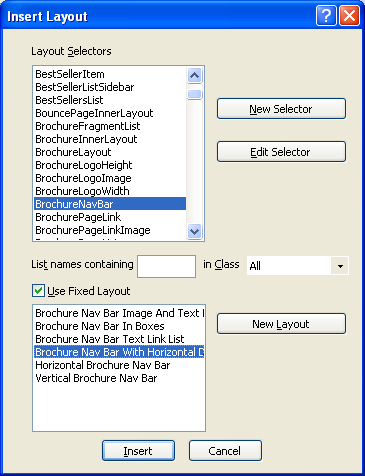 Insert Layout
Layout Selectors
BestSellerItem
BestSellerListSidebar
BestSellersList
BouncePageInnerLayout
BrochureFragmentList
BrochureInnerLayout
BrochureLayout
BrochureLogoHeight
BrochureLogoImage
BrochureLogoWidth
BrochureNavBar
BrochurePageLink
BrochurePageLinkImage
New Selector
Edit Selector
List names containing
in Class
All
Use Fixed Layout
Brochure Nav Bar Image And Text
Brochure Nav Bar In Boxes
Brochure Nav Bar Text Link List
Brochure Nav Bar With Horizontal
Horizontal Brochure Nav Bar
Vertical Brochure Nav Bar
New Layout
Insert
Cancel